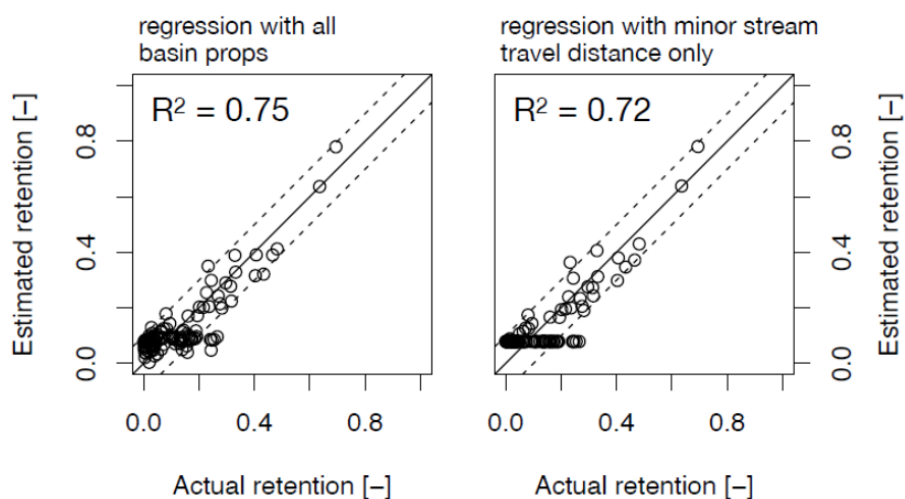 regression with all
basin props
regression with minor stream
travel distance only
R² = 0.75
R² = 0.72
Estimated retention [–]
0.0
0.4
0.8
0.0
0.4
0.8
Estimated retention [–]
0.0
0.4
0.8
0.0
0.4
0.8
Actual retention [–]
Actual retention [–]